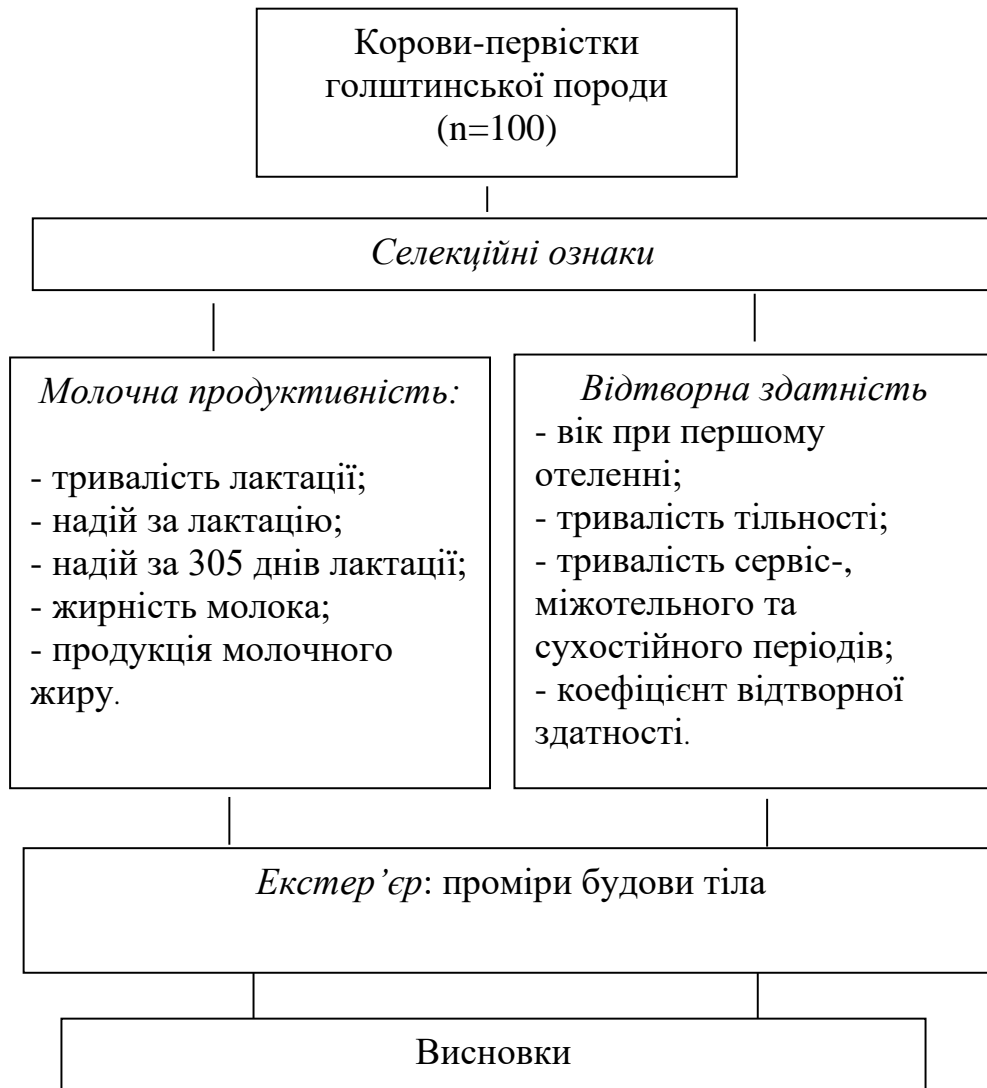 Корови-первістки
голштинської породи
(n=100)
Селекційні ознаки
Молочна продуктивність:
- тривалість лактації;
- надій за лактацію;
- надій за 305 днів лактації;
- жирність молока;
- продукція молочного
жиру.
Відтворна здатність
- вік при першому
отеленні;
- тривалість тільності;
- тривалість сервіс-,
міжотельного та
сухостійного періодів;
- коефіцієнт відтворної
здатності.
Екстер’єр: проміри будови тіла
Висновки